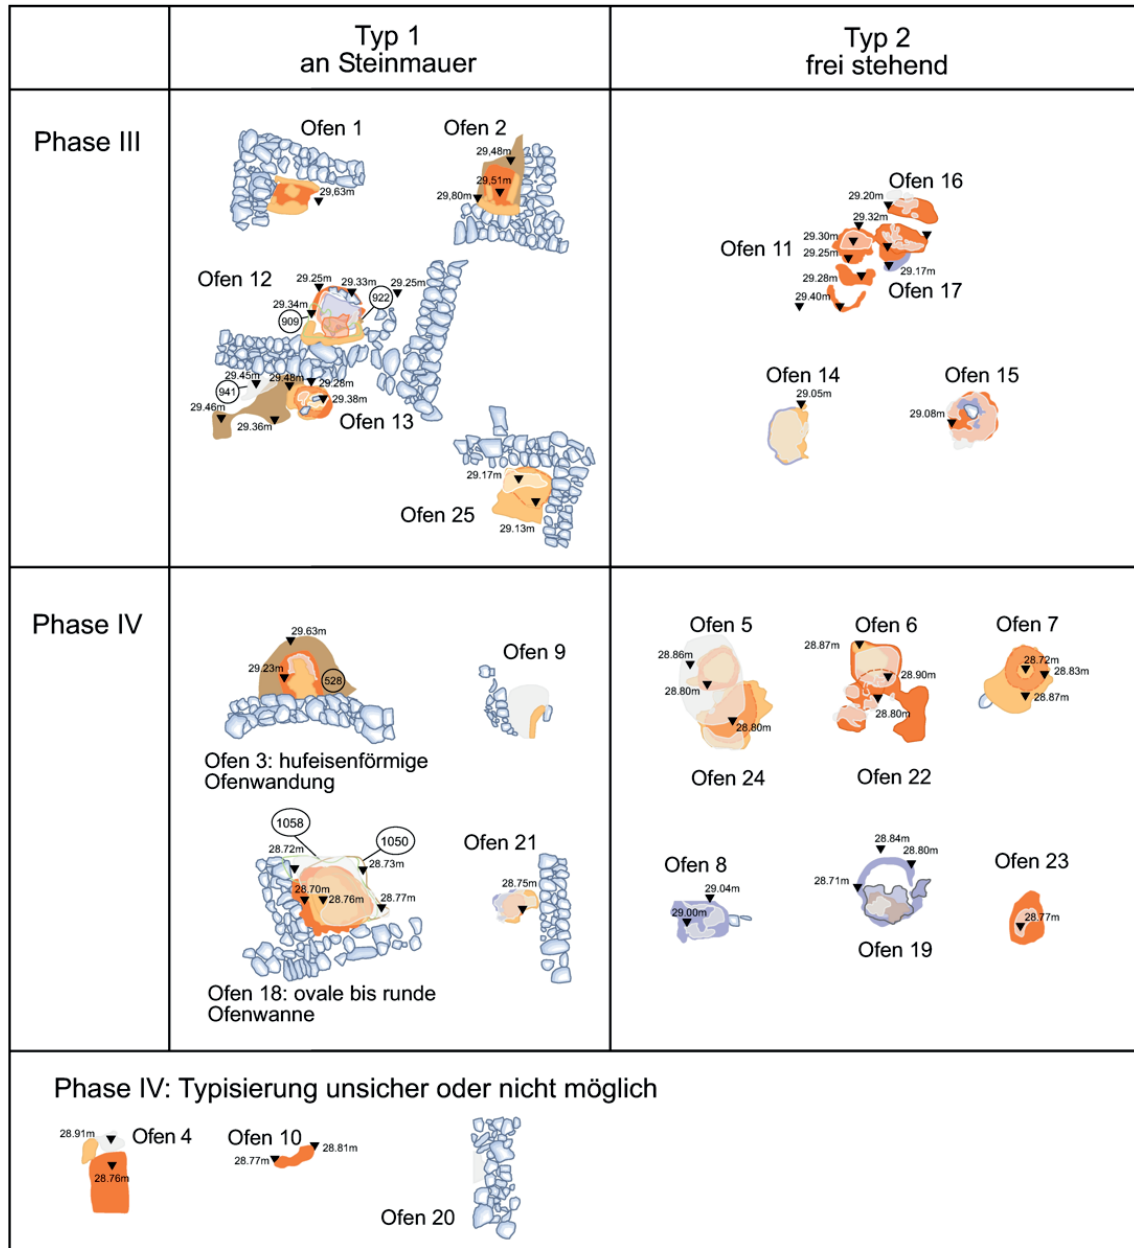 Typ 1
an Steinmauer
Typ 2
frei stehend
Phase III
Ofen 1
29,63m
Ofen 2
29,48m
29,51m
29,80m
Ofen 12
29.25m
29.33m
29.25m
922
29.34m
909
29.45m
29.48m
29.28m
941
29.38m
29.46m
29.36m
Ofen 13
29.17m
Ofen 25
29.13m
Ofen 16
29.20m
29.32m
29.30m
Ofen 11
29.25m
29.17m
29.28m
Ofen 17
29.40m
Ofen 14
29.05m
Ofen 15
29.08m
Phase IV
29.63m
29.23m
528
Ofen 3: hufeisenförmige
Ofenwandung
Ofen 9
1058
1050
28.72m
28.73m
28.70m
28.76m
28.77m
Ofen 18: ovale bis runde
Ofenwanne
Ofen 21
28.75m
Ofen 5
28.86m
28.80m
28.80m
Ofen 24
Ofen 6
28.87m
28.90m
28.80m
Ofen 22
Ofen 7
28.72m
28.83m
28.87m
Ofen 8
29.04m
29.00m
28.84m
28.80m
28.71m
Ofen 19
Ofen 23
28.77m
Phase IV: Typisierung unsicher oder nicht möglich
28.91m
Ofen 4
28.76m
Ofen 10
28.81m
28.77m
Ofen 20